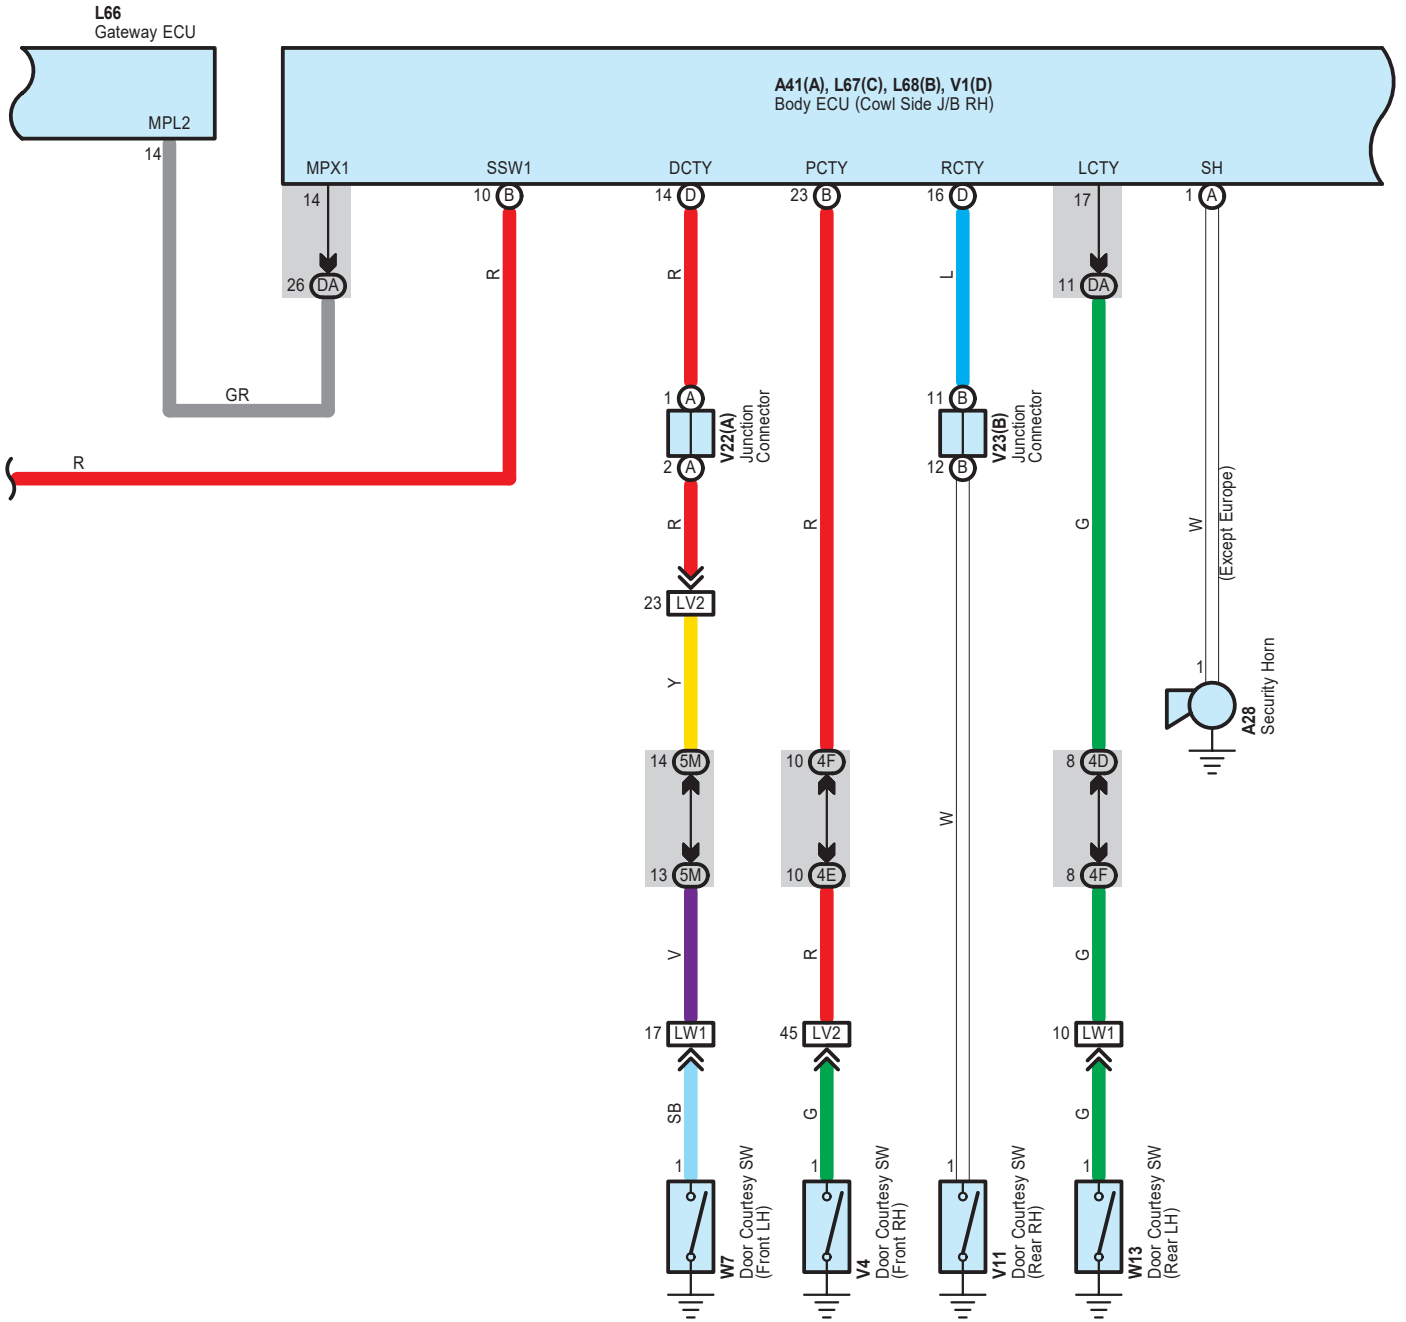 L66
Gateway ECU
MPL2
14
A41(A), L67(C), L68(B), V1(D)
Body ECU (Cowl Side J/B RH)
MPX1
SSW1
DCTY
PCTY
RCTY
LCTY
SH
14
10 B
14 D
23 B
16 D
17
1 A
26 DA
11 DA
R
R
L
GR
1 A
V22(A)
Junction
Connector
2 A
11 B
V23(B)
Junction
Connector
12 B
R
R
R
G
W
(Except Europe)
23 LV2
Y
1
A28
Security Horn
14 5M
10 4F
8 4D
W
13 5M
10 4E
8 4F
V
R
G
17 LW1
45 LV2
10 LW1
SB
G
G
1
W7
Door Courtesy SW
(Front LH)
1
V4
Door Courtesy SW
(Front RH)
1
V11
Door Courtesy SW
(Rear RH)
1
W13
Door Courtesy SW
(Rear LH)